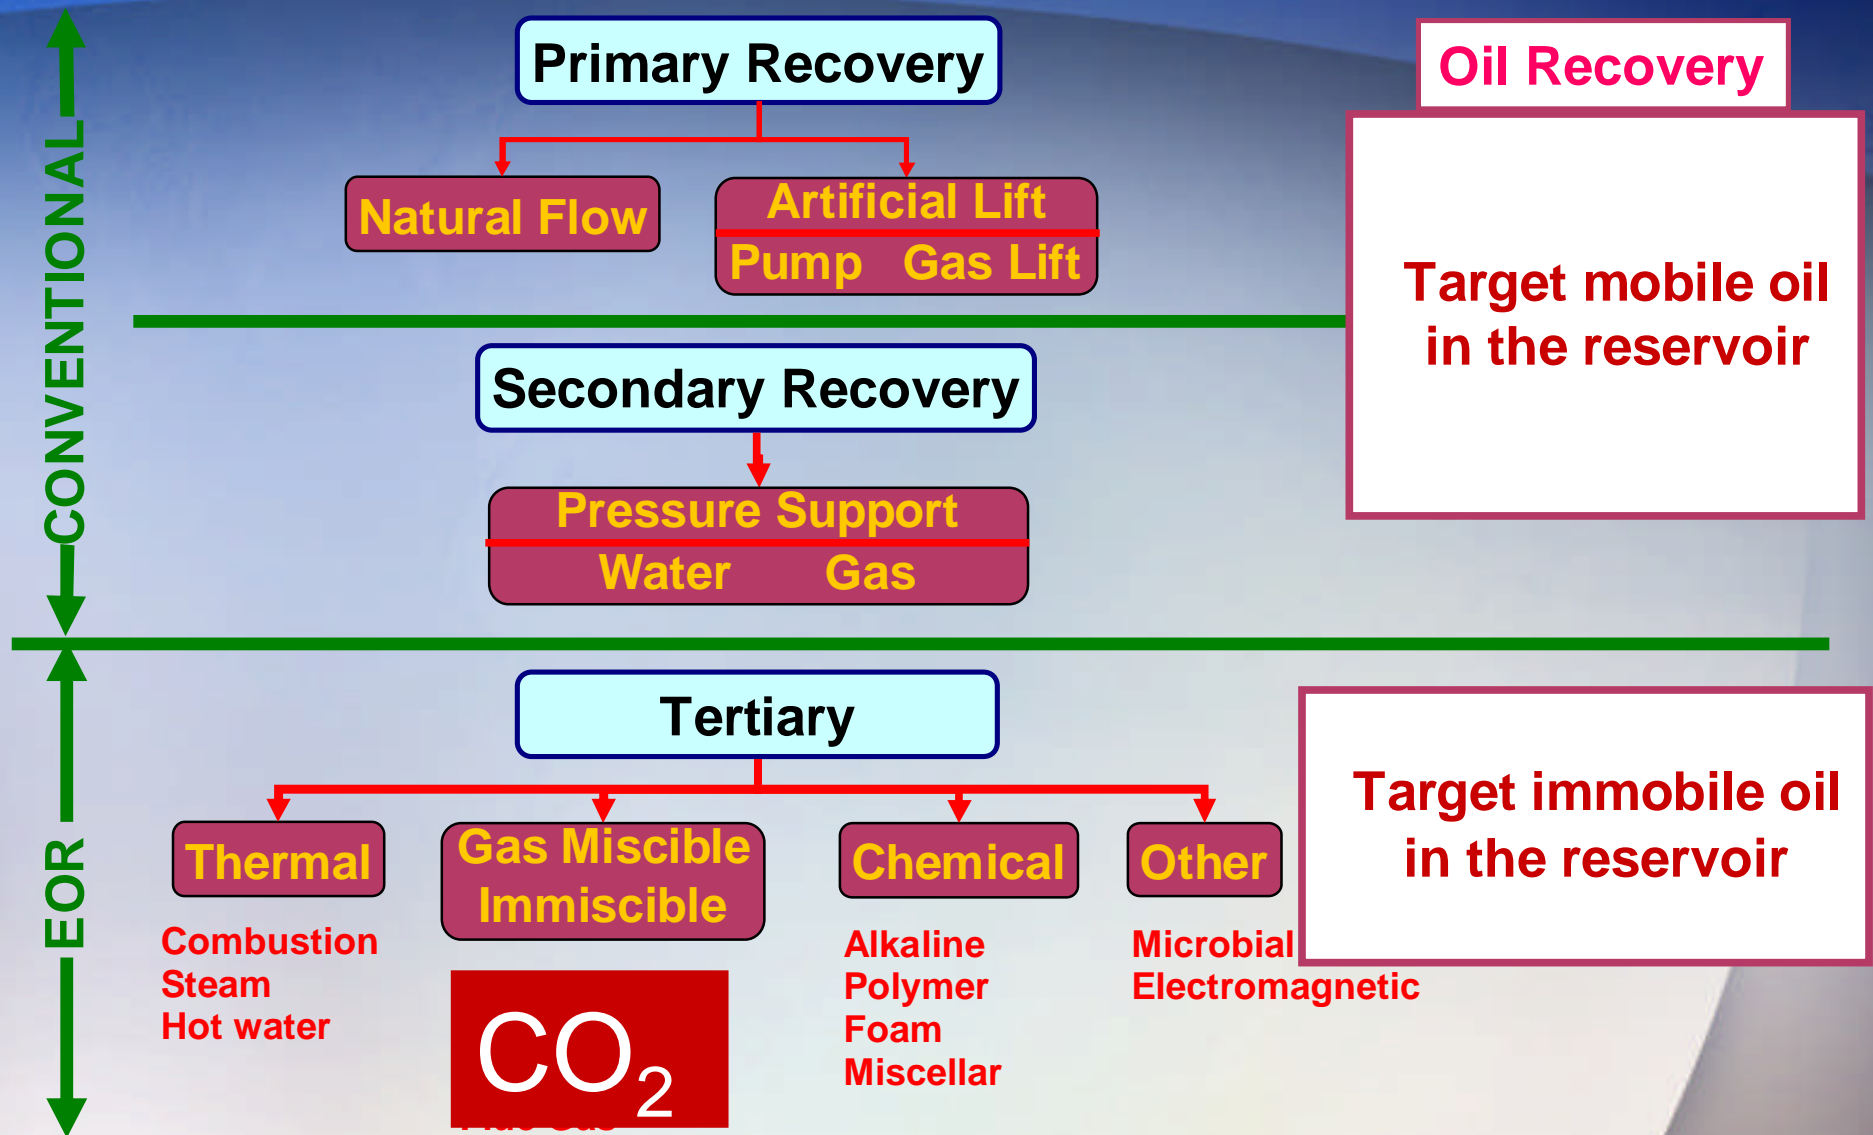 Primary Recovery
Oil Recovery
CONVENTIONAL
Natural Flow
Artificial Lift
Pump Gas Lift
Target mobile oil
in the reservoir
Secondary Recovery
Pressure Support
Water Gas
EOR
Tertiary
Target immobile oil
in the reservoir
Thermal
Gas Miscible
Immiscible
Chemical
Other
Combustion
Steam
Hot water
CO₂
Alkaline
Polymer
Foam
Miscellar
Microbial
Electromagnetic